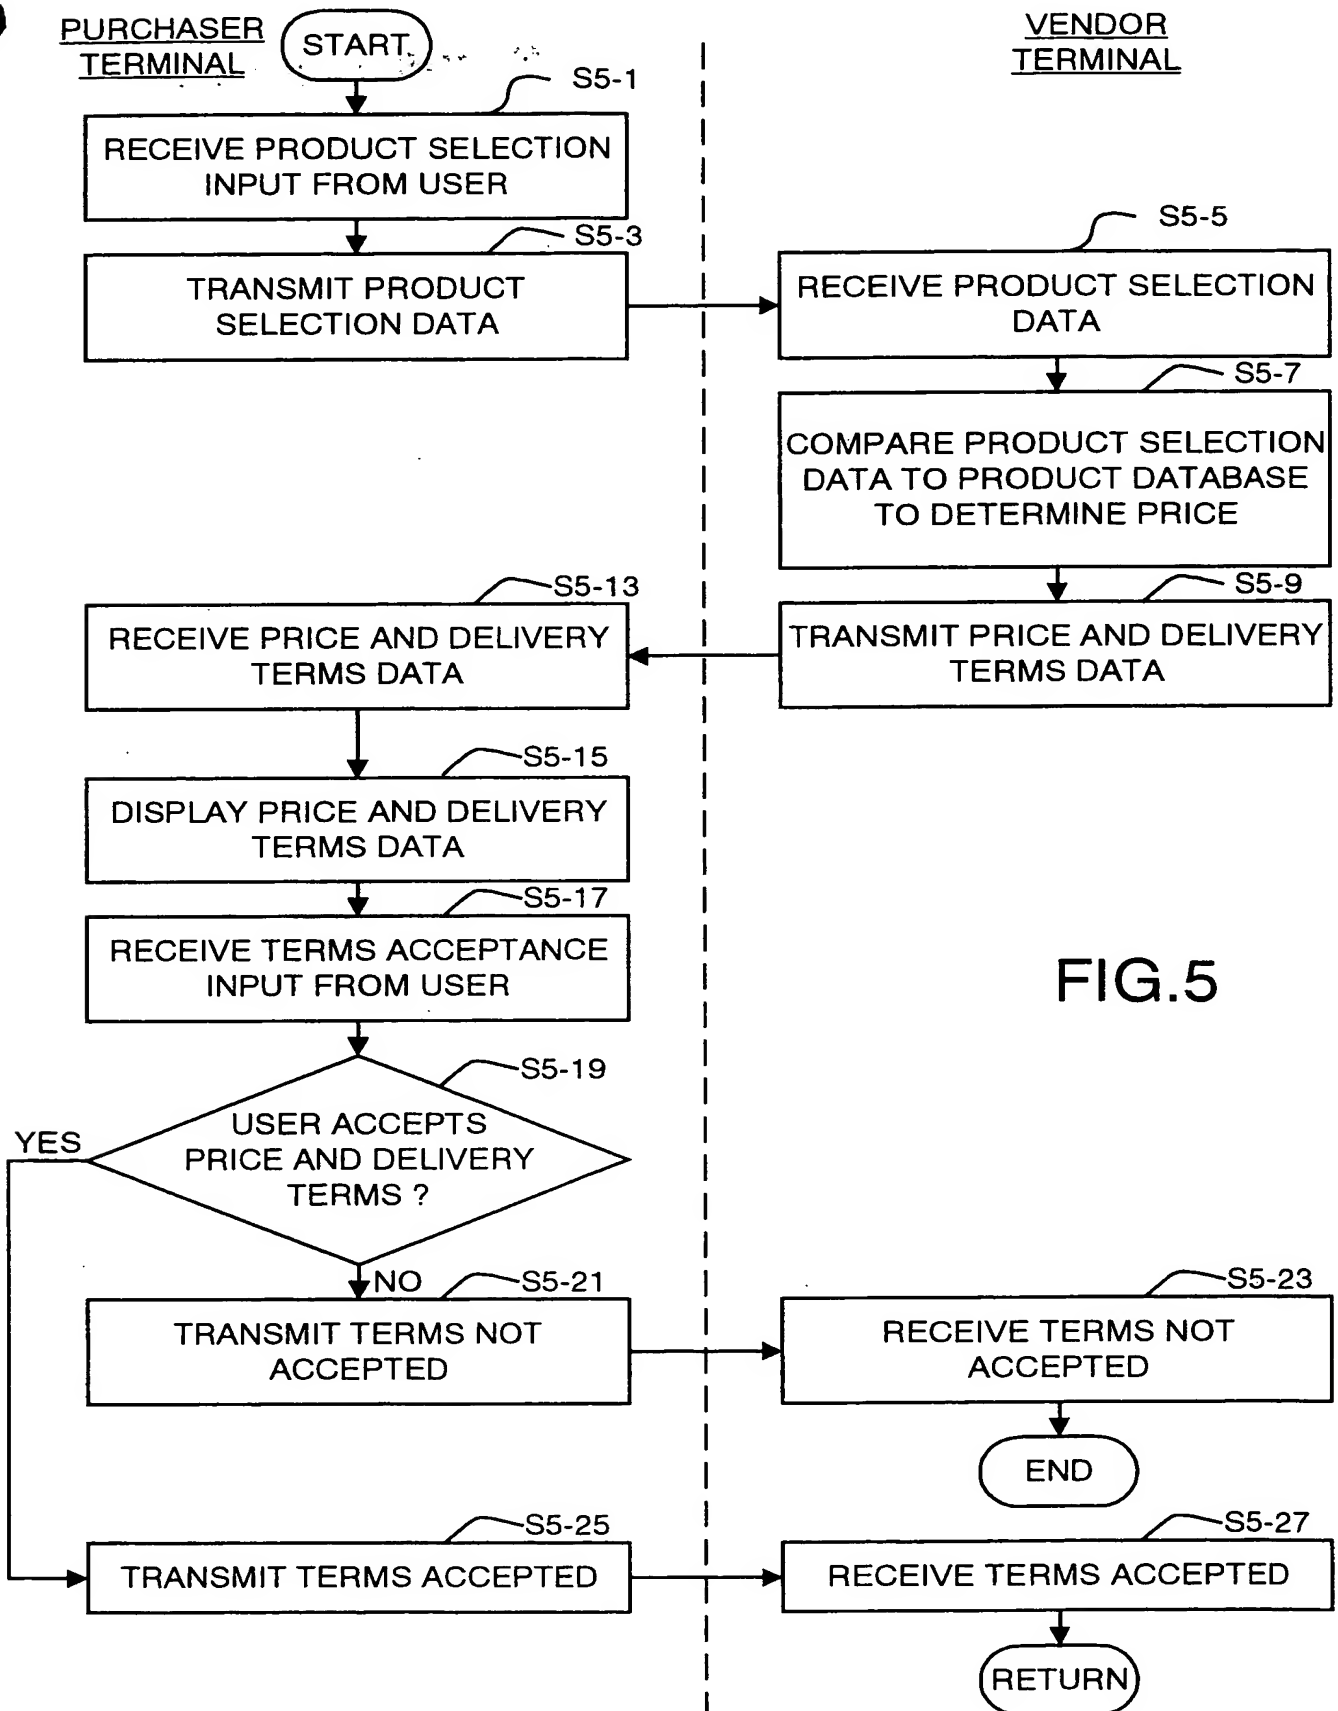 PURCHASER
TERMINAL
START
VENDOR
TERMINAL
S5-1
RECEIVE PRODUCT SELECTION
INPUT FROM USER
S5-3
TRANSMIT PRODUCT
SELECTION DATA
S5-5
RECEIVE PRODUCT SELECTION
DATA
S5-7
COMPARE PRODUCT SELECTION
DATA TO PRODUCT DATABASE
TO DETERMINE PRICE
S5-9
TRANSMIT PRICE AND DELIVERY
TERMS DATA
S5-13
RECEIVE PRICE AND DELIVERY
TERMS DATA
S5-15
DISPLAY PRICE AND DELIVERY
TERMS DATA
S5-17
RECEIVE TERMS ACCEPTANCE
INPUT FROM USER
FIG.5
S5-19
USER ACCEPTS
PRICE AND DELIVERY
TERMS ?
YES
NO
S5-21
TRANSMIT TERMS NOT
ACCEPTED
S5-23
RECEIVE TERMS NOT
ACCEPTED
END
S5-25
TRANSMIT TERMS ACCEPTED
S5-27
RECEIVE TERMS ACCEPTED
RETURN